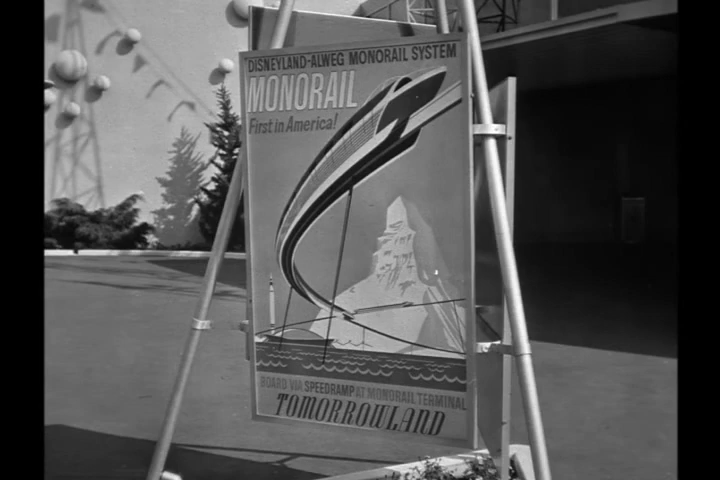 DISNEYLAND-ALWEG MONORAIL SYSTEM
MONORAIL
First in America!
BOARD VIA SPEEDRAMP AT MONORAIL TERMINAL
TOMORROWLAND